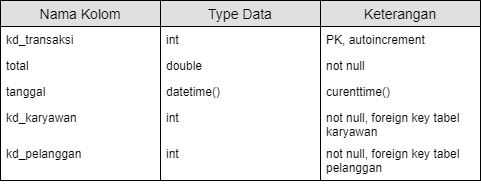 Nama Kolom Type Data Keterangan
kd_transaksi int PK, autoincrement
total double not null
tanggal datetime() curenttime()
kd_karyawan int not null, foreign key tabel
karyawan
kd_pelanggan int not null, foreign key tabel
pelanggan